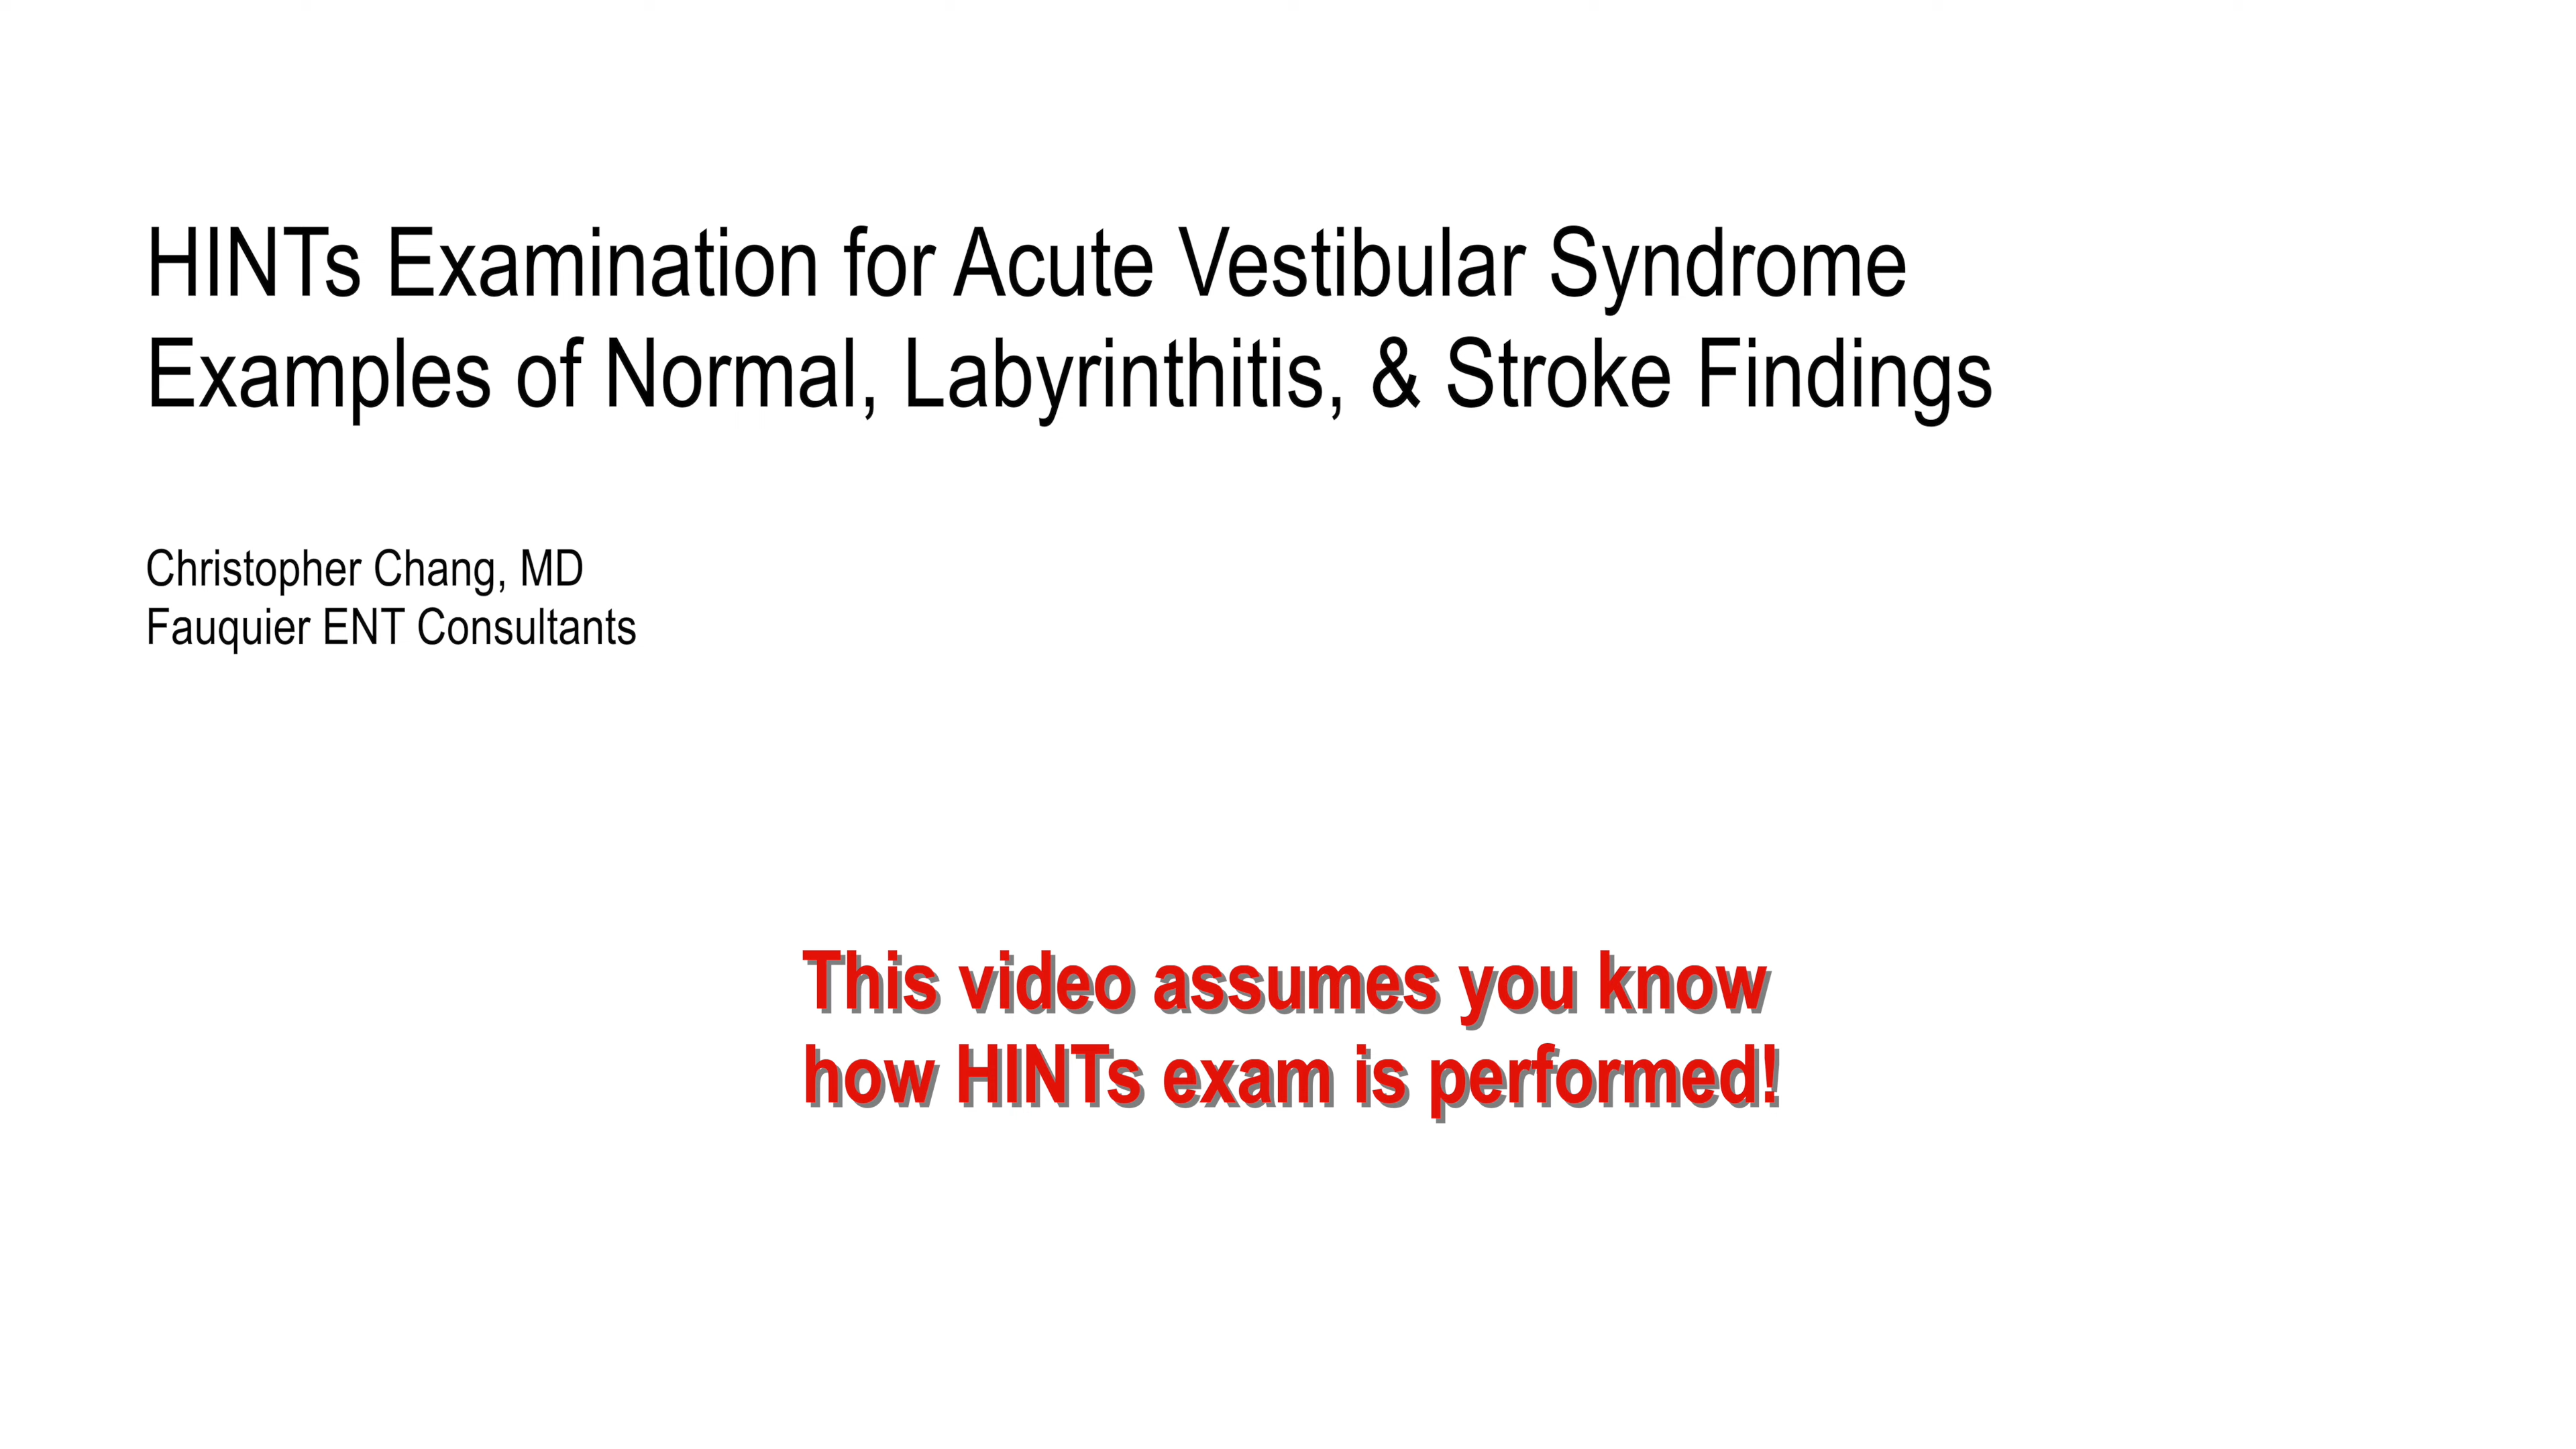 HINTs Examination for Acute Vestibular Syndrome
Examples of Normal, Labyrinthitis, & Stroke Findings
Christopher Chang, MD
Fauquier ENT Consultants
This video assumes you know
how HINTs exam is performed!